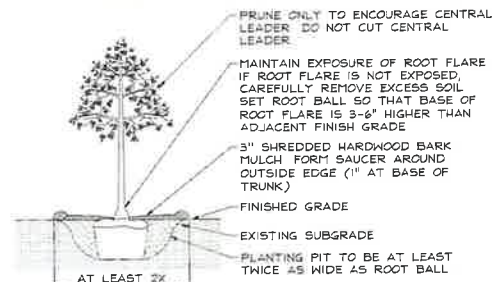 PRUNE ONLY TO ENCOURAGE CENTRAL
LEADER DO NOT CUT CENTRAL
LEADER
MAINTAIN EXPOSURE OF ROOT FLARE
IF ROOT FLARE IS NOT EXPOSED,
CAREFULLY REMOVE EXCESS SOIL
SET ROOT BALL SO THAT BASE OF
ROOT FLARE IS 3-6" HIGHER THAN
ADJACENT FINISH GRADE
3" SHREDDED HARDWOOD BARK
MULCH FORM SAUCER AROUND
OUTSIDE EDGE (1" AT BASE OF
TRUNK)
FINISHED GRADE
EXISTING SUBGRADE
PLANTING PIT TO BE AT LEAST
TWICE AS WIDE AS ROOT BALL
AT LEAST 2X